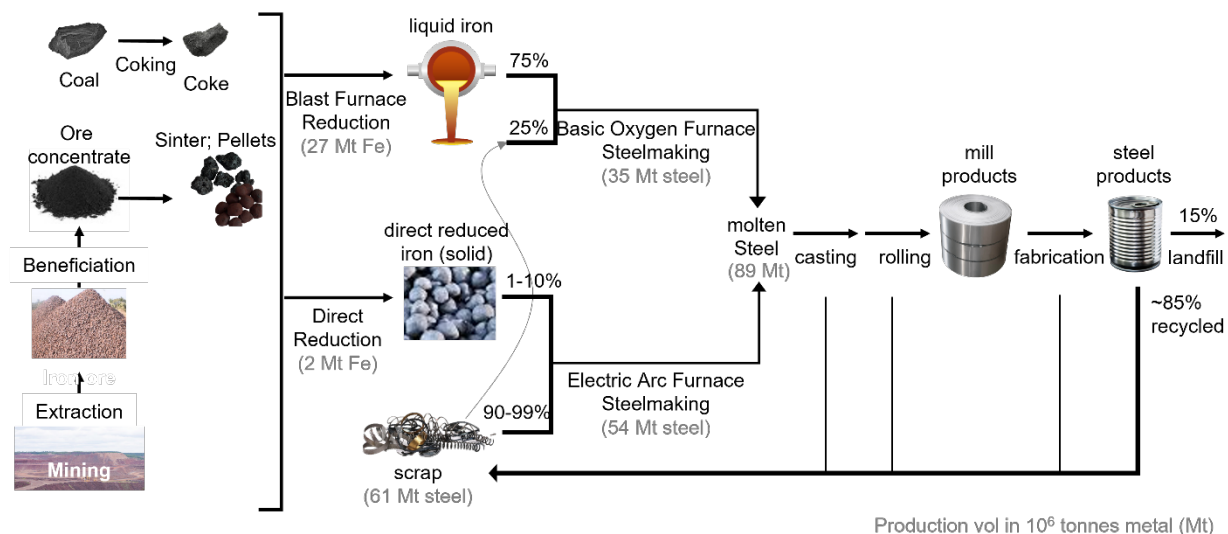 Coal
Coking
Coke
Ore
concentrate
Sinter; Pellets
Beneficiation
Iron ore
Extraction
Mining
Blast Furnace
Reduction
(27 Mt Fe)
liquid iron
75%
25%
Basic Oxygen Furnace
Steelmaking
(35 Mt steel)
Direct
Reduction
(2 Mt Fe)
direct reduced
iron (solid)
1-10%
90-99%
Electric Arc Furnace
Steelmaking
(54 Mt steel)
scrap
(61 Mt steel)
molten
Steel
(89 Mt)
casting
rolling
mill
products
fabrication
steel
products
15%
landfill
~85%
recycled
Production vol in 10⁶ tonnes metal (Mt)